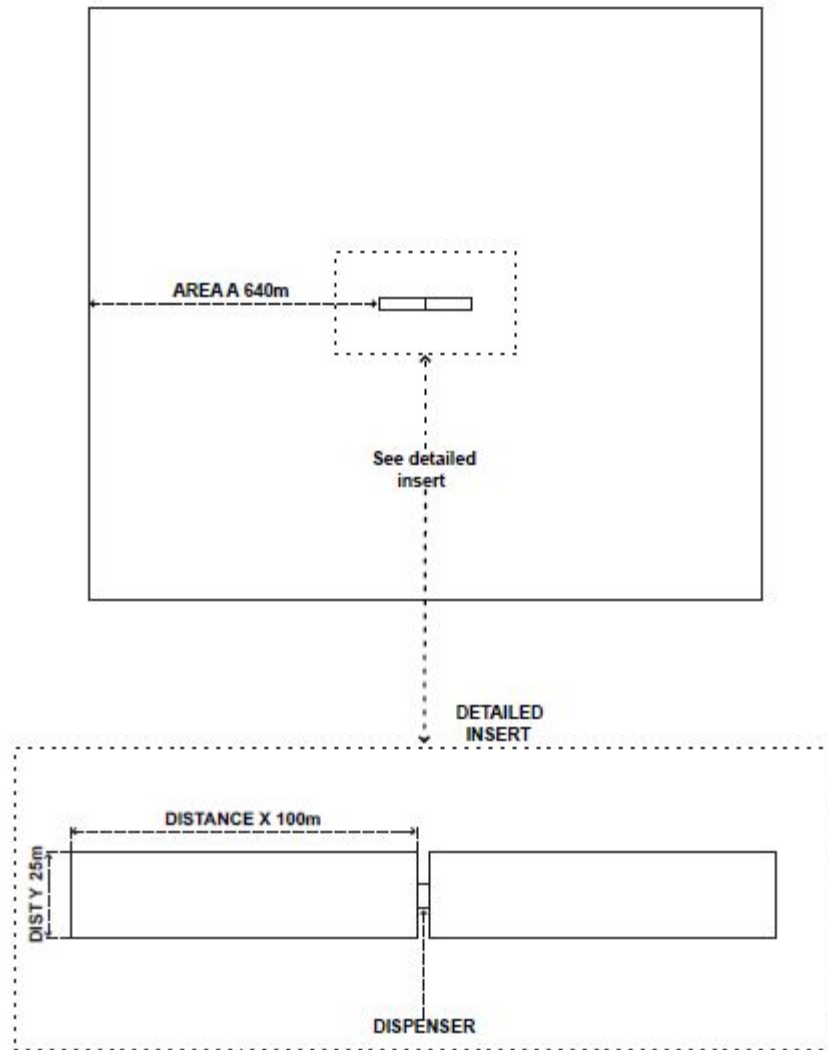 AREA A 640m
See detailed
insert
DETAILED
INSERT
DISTANCE X 100m
DIST Y 25m
DISPENSER